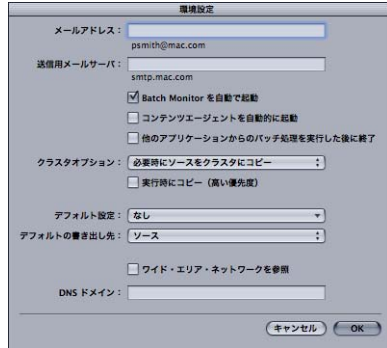 環境設定
メールアドレス：
psmith@mac.com
送信用メールサーバ：
smtp.mac.com
Batch Monitor を自動で起動
コンテンツエージェントを自動的に起動
他のアプリケーションからのバッチ処理を実行した後に終了
クラスタオプション： 必要時にソースをクラスタにコピー
実行時にコピー（高い優先度）
デフォルト設定： なし
デフォルトの書き出し先： ソース
ワイド・エリア・ネットワークを参照
DNS ドメイン：
キャンセル OK